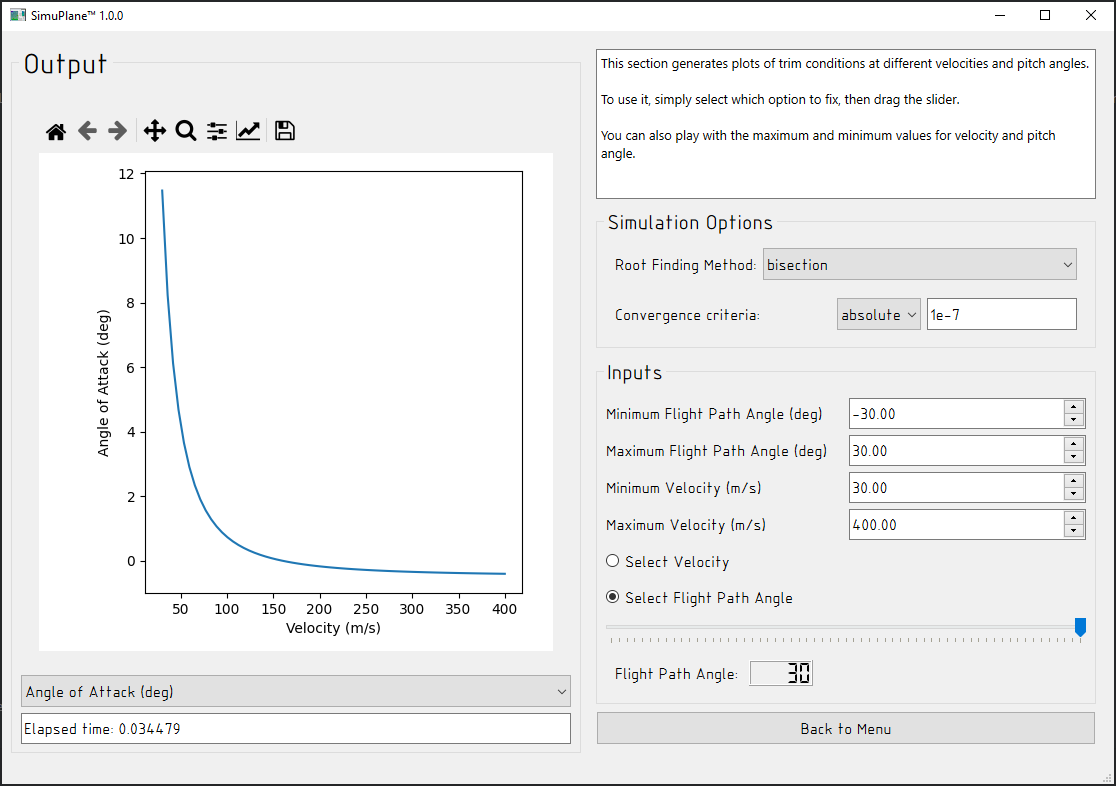 SimuPlane™ 1.0.0
Output
12
10
8
6
4
2
0
Angle of Attack (deg)
50 100 150 200 250 300 350 400
Velocity (m/s)
Angle of Attack (deg)
Elapsed time: 0.034479
This section generates plots of trim conditions at different velocities and pitch angles.
To use it, simply select which option to fix, then drag the slider.
You can also play with the maximum and minimum values for velocity and pitch
angle.
Simulation Options
Root Finding Method: bisection
Convergence criteria: absolute 1e-7
Inputs
Minimum Flight Path Angle (deg) -30.00
Maximum Flight Path Angle (deg) 30.00
Minimum Velocity (m/s) 30.00
Maximum Velocity (m/s) 400.00
Select Velocity
Select Flight Path Angle
Flight Path Angle: 30
Back to Menu